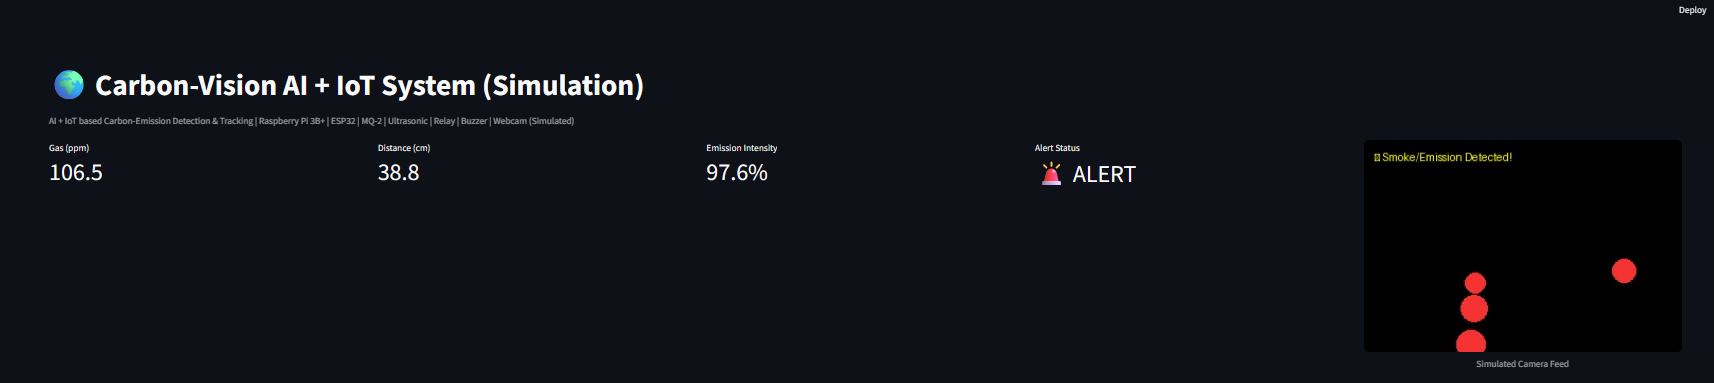 Deploy
🌍 Carbon-Vision AI + IoT System (Simulation)
AI + IoT based Carbon-Emission Detection & Tracking | Raspberry Pi 3B+ | ESP32 | MQ-2 | Ultrasonic | Relay | Buzzer | Webcam (Simulated)
Gas (ppm)
106.5
Distance (cm)
38.8
Emission Intensity
97.6%
Alert Status
🚨 ALERT
Smoke/Emission Detected!
Simulated Camera Feed